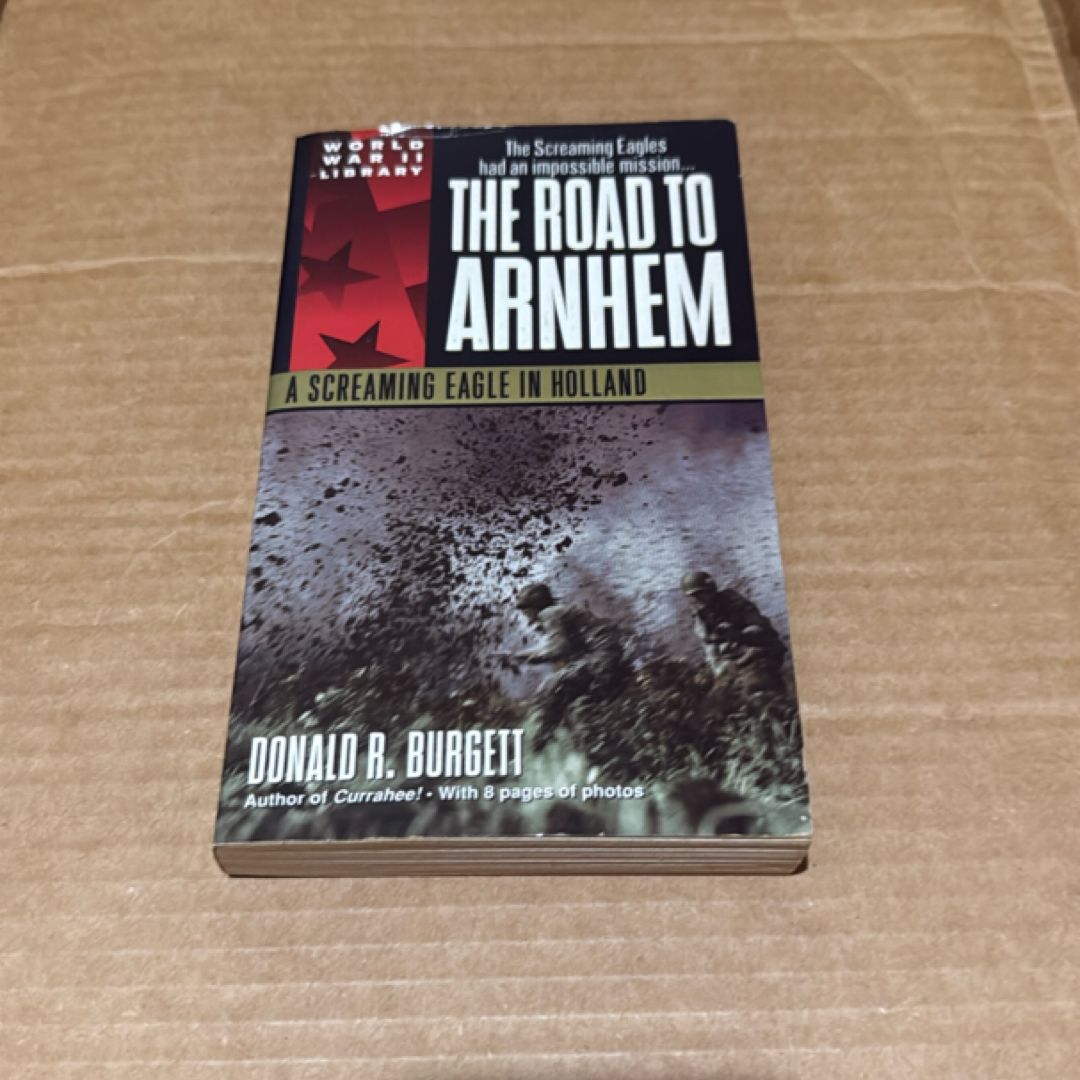 WORLD
WAR II
LIBRARY
The Screaming Eagles
had an impossible mission...
THE ROAD TO
ARNHEM
A SCREAMING EAGLE IN HOLLAND
DONALD R. BURGETT
Author of Currahee! • With 8 pages of photos